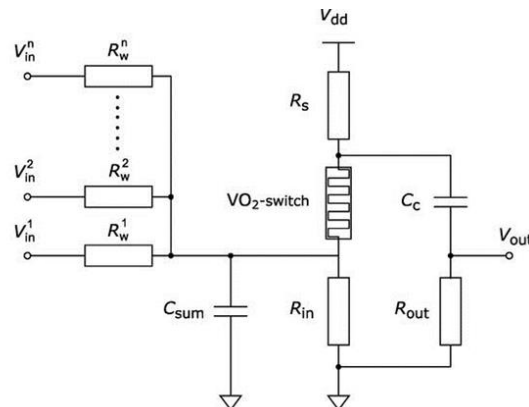 V_dd
V_in^n
R_w^n
R_s
V_in^2
R_w^2
VO₂-switch
C_c
V_in^1
R_w^1
V_out
C_sum
R_in
R_out